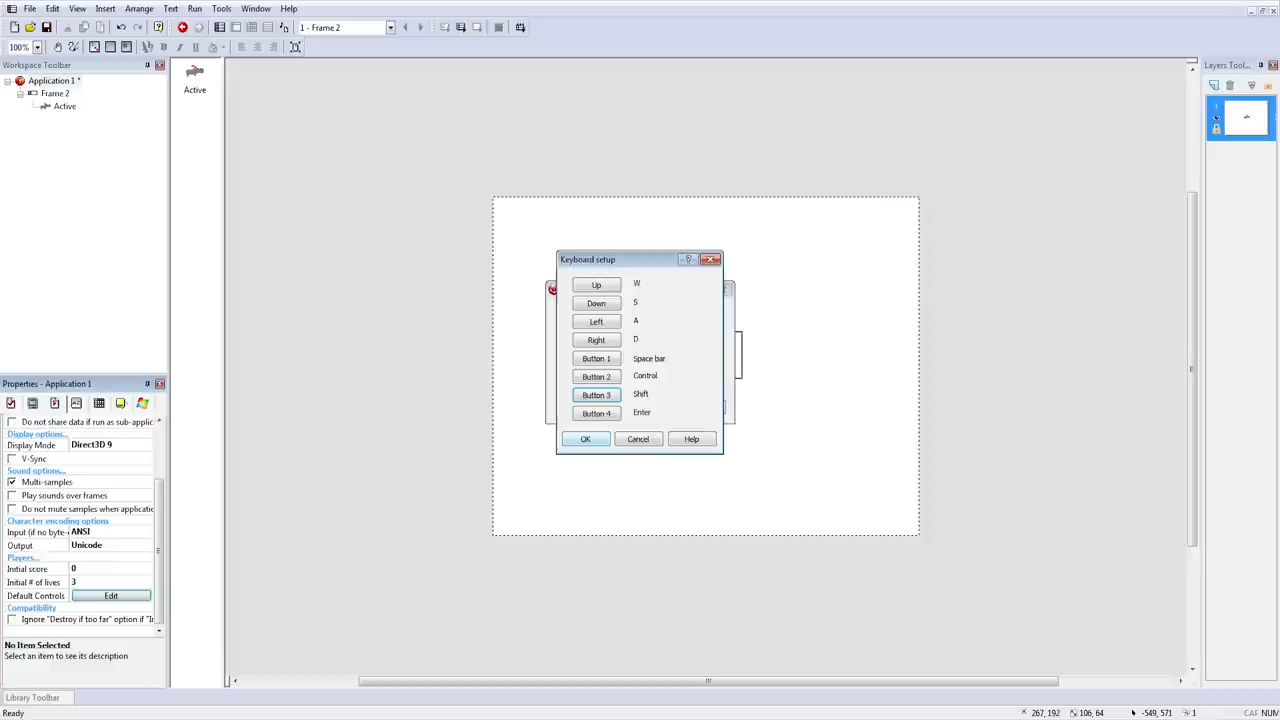 File Edit View Insert Arrange Text Run Tools Window Help
1 - Frame 2
100%
Workspace Toolbar
Application 1 *
Frame 2
Active
Active
Layers Tool...
1
Keyboard setup
Up W
Down S
Left A
Right D
Button 1 Space bar
Button 2 Control
Button 3 Shift
Button 4 Enter
OK Cancel Help
Properties - Application 1
Do not share data if run as sub-applic
Display options...
Display Mode Direct3D 9
V-Sync
Sound options...
Multi-samples
Play sounds over frames
Do not mute samples when applicatio
Character encoding options
Input (if no byte- ANSI
Output Unicode
Players...
Initial score 0
Initial # of lives 3
Default Controls Edit
Compatibility
Ignore "Destroy if too far" option if "I
No Item Selected
Select an item to see its description
Library Toolbar
Ready 267, 192 106, 64 -549, 571 1 CAF NUM